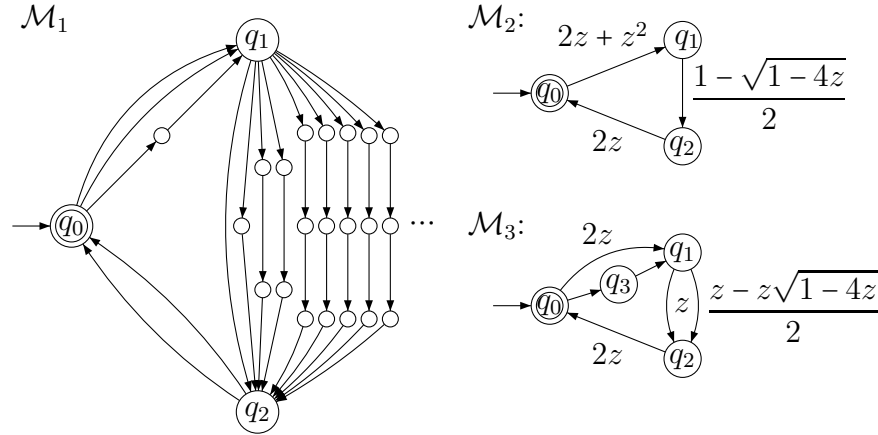 ℳ₁
q₁
q₀
...
q₂
ℳ₂:
2z + z²
q₁
q₀
1 − √(1 − 4z)
2
2z
q₂
ℳ₃:
2z
q₁
q₃
q₀
z
z − z√(1 − 4z)
2
2z
q₂